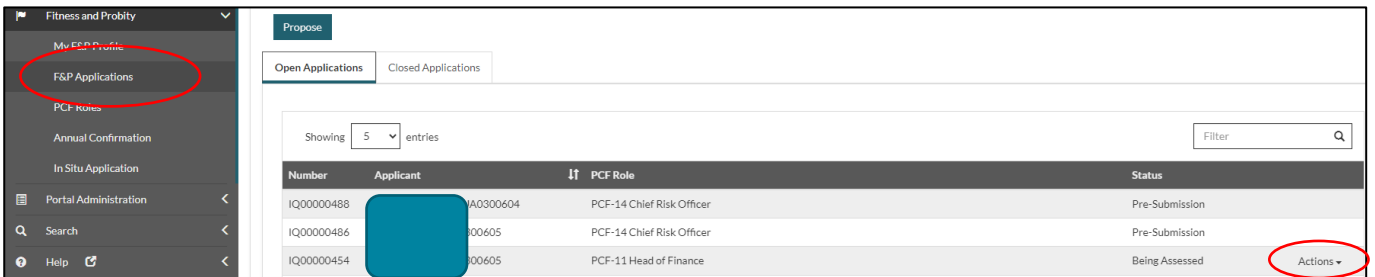 Fitness and Probity
My F&P Profile
F&P Applications
PCF Roles
Annual Confirmation
In Situ Application
Portal Administration
Search
Help
Propose
Open Applications Closed Applications
Showing 5 entries Filter
Number Applicant PCF Role Status
IQ00000488 A0300604 PCF-14 Chief Risk Officer Pre-Submission
IQ00000486 300605 PCF-14 Chief Risk Officer Pre-Submission
IQ00000454 00605 PCF-11 Head of Finance Being Assessed Actions